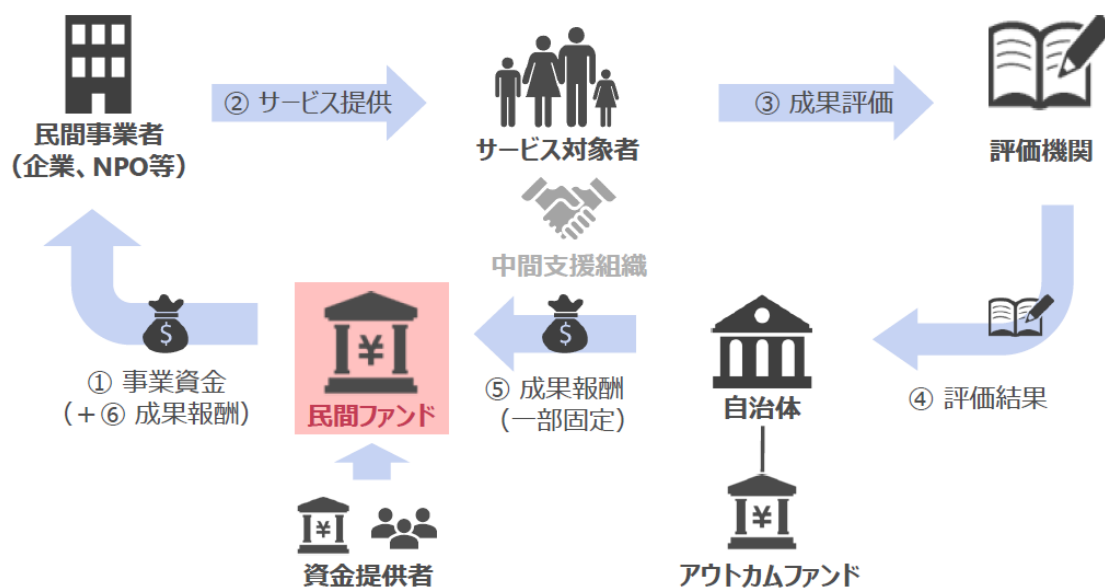 ② サービス提供
③ 成果評価
民間事業者
（企業、NPO等）
サービス対象者
評価機関
中間支援組織
$
¥
$
① 事業資金
（＋⑥ 成果報酬）
民間ファンド
⑤ 成果報酬
（一部固定）
自治体
④ 評価結果
¥
¥
資金提供者
アウトカムファンド